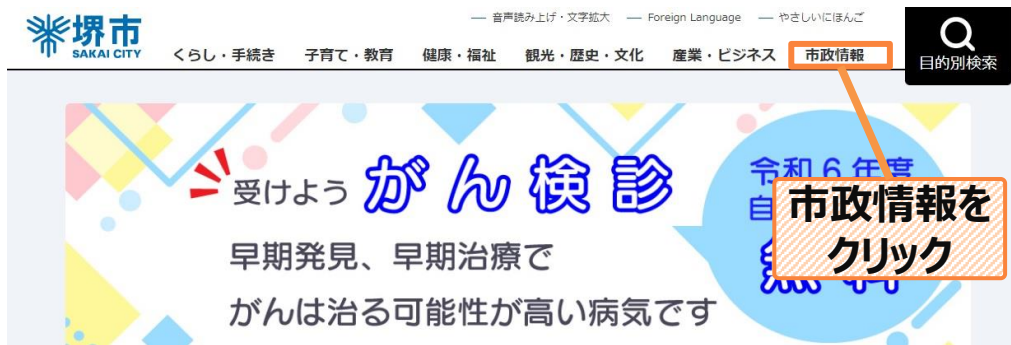 音声読み上げ・文字拡大 Foreign Language やさしいにほんご
堺市
SAKAI CITY
くらし・手続き 子育て・教育 健康・福祉 観光・歴史・文化 産業・ビジネス 市政情報
目的別検索
受けよう がん検診
早期発見、早期治療で
がんは治る可能性が高い病気です
令和6年度
自
無料
市政情報を
クリック